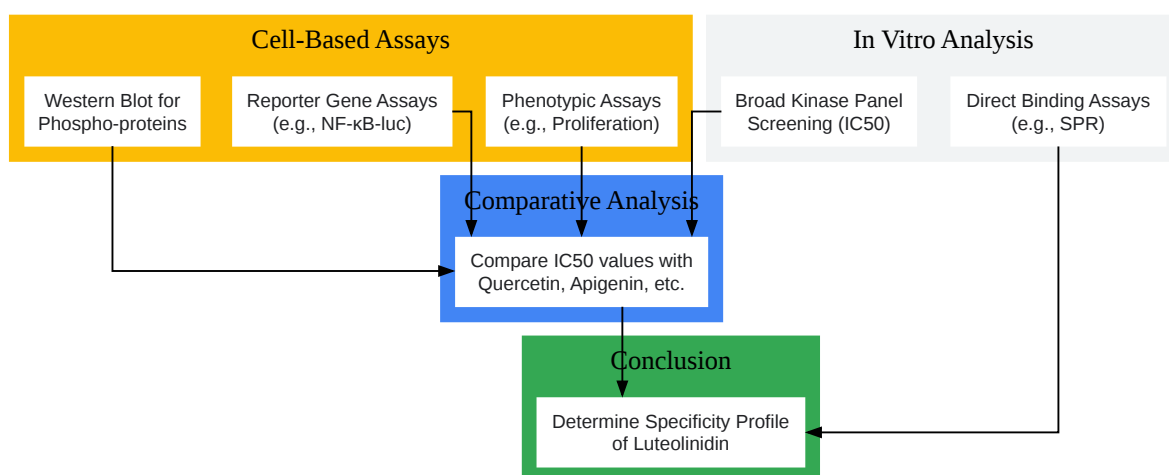 Cell-Based Assays
Western Blot for
Phospho-proteins
Reporter Gene Assays
(e.g., NF-κB-luc)
Phenotypic Assays
(e.g., Proliferation)
In Vitro Analysis
Broad Kinase Panel
Screening (IC50)
Direct Binding Assays
(e.g., SPR)
Comparative Analysis
Compare IC50 values with
Quercetin, Apigenin, etc.
Conclusion
Determine Specificity Profile
of Luteolinidin